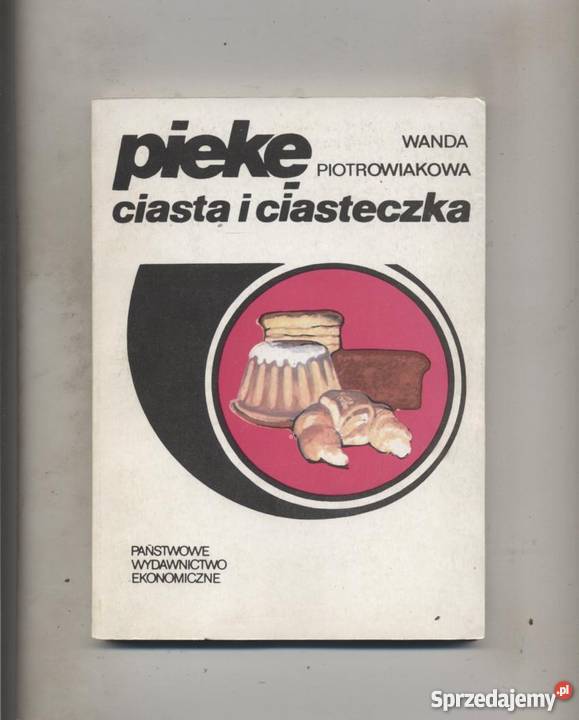 piekę
WANDA
PIOTROWIAKOWA
ciasta i ciasteczka
PAŃSTWOWE
WYDAWNICTWO
EKONOMICZNE
Sprzedajemy.pl